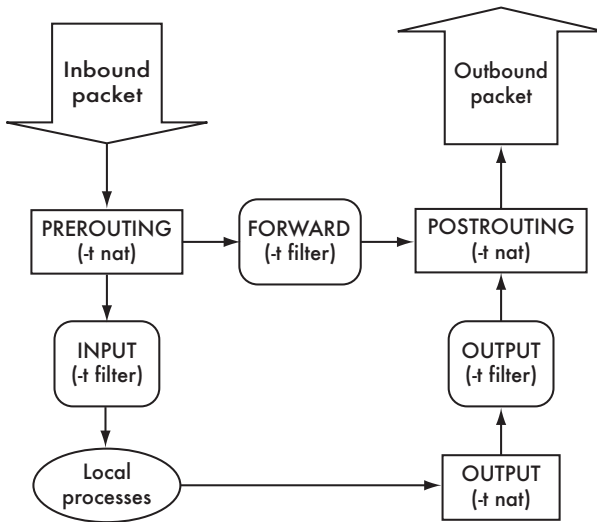 Inbound
packet
Outbound
packet
PREROUTING
(-t nat)
FORWARD
(-t filter)
POSTROUTING
(-t nat)
INPUT
(-t filter)
OUTPUT
(-t filter)
Local
processes
OUTPUT
(-t nat)